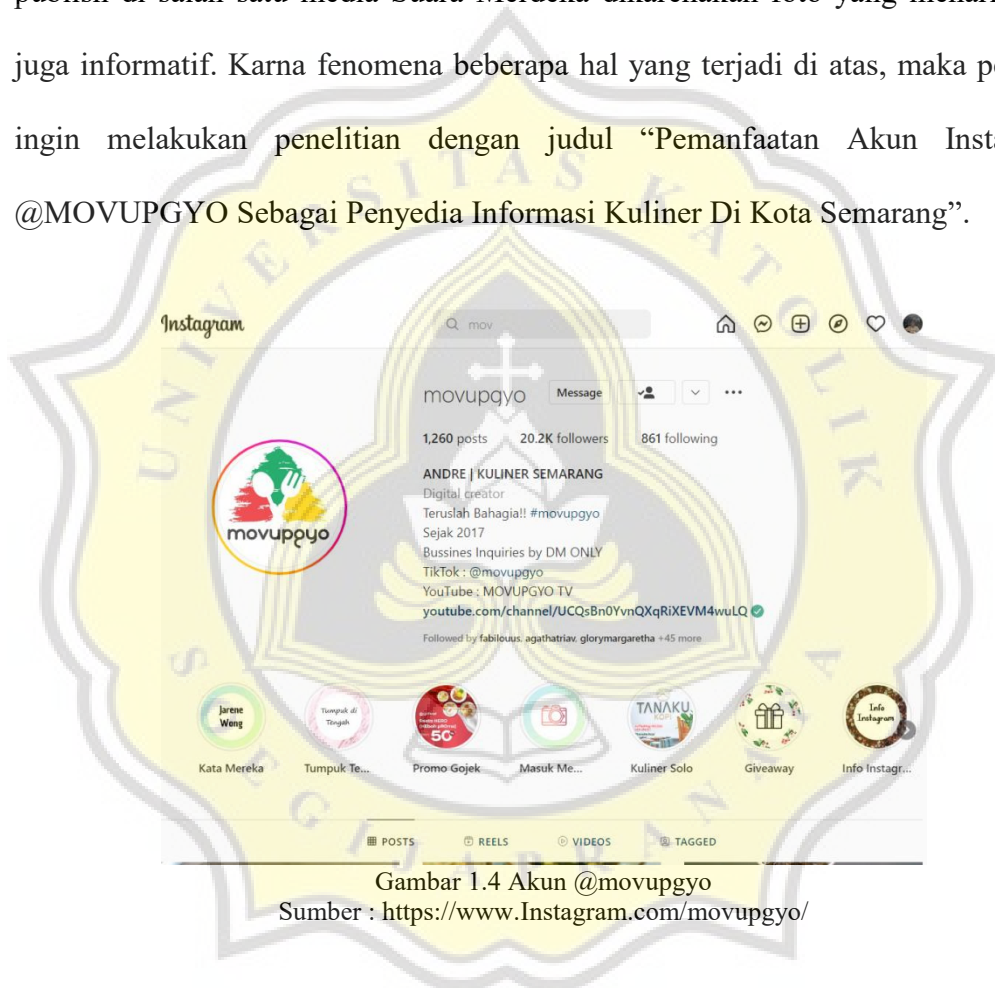 publish di salah satu media Suara Merdeka dikarenakan foto yang
juga informatif. Karna fenomena beberapa hal yang terjadi di atas, maka
ingin melakukan penelitian dengan judul “Pemanfaatan Akun
@MOVUPGYO Sebagai Penyedia Informasi Kuliner Di Kota Semarang”.
UNIVERSITAS KATOLIK
SOEGIJAPRANATA
Instagram
mov
movupgyo Message
1,260 posts 20.2K followers 861 following
ANDRE | KULINER SEMARANG
Digital creator
Teruslah Bahagia!! #movupgyo
Sejak 2017
Bussines Inquiries by DM ONLY
TikTok : @movupgyo
YouTube : MOVUPGYO TV
youtube.com/channel/UCQsBn0YvnQXqRiXEVM4wuLQ
Followed by fabilouus, agathatriav, glorymargaretha +45 more
movupgyo
Jarene
Wong
Tumpuk di
Tengah
50
TANAKU
KOPI
Info
Instagram
Kata Mereka Tumpuk Te... Promo Gojek Masuk Me... Kuliner Solo Giveaway Info Instagr...
POSTS REELS VIDEOS TAGGED
Gambar 1.4 Akun @movupgyo
Sumber : https://www.Instagram.com/movupgyo/